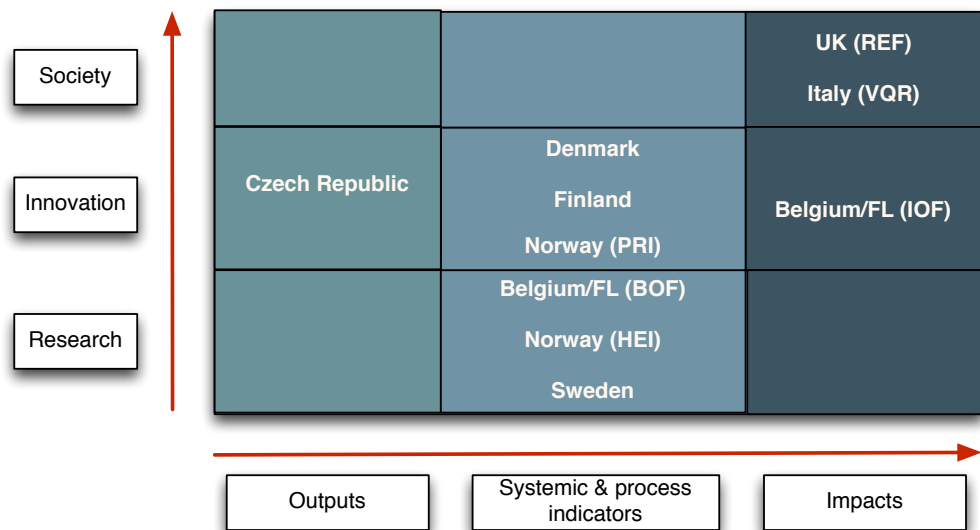 Society
UK (REF)
Italy (VQR)
Innovation
Czech Republic
Denmark
Finland
Norway (PRI)
Belgium/FL (IOF)
Research
Belgium/FL (BOF)
Norway (HEI)
Sweden
Outputs
Systemic & process
indicators
Impacts